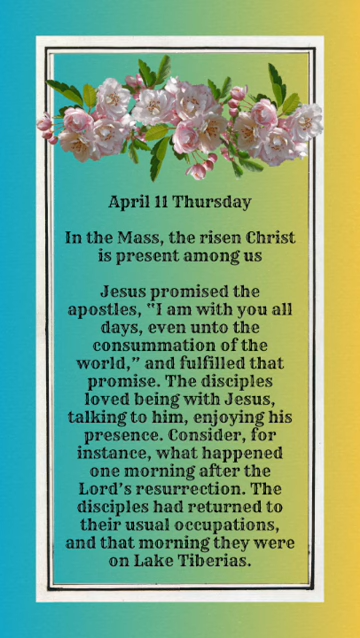 April 11 Thursday
In the Mass, the risen Christ
is present among us
Jesus promised the
apostles, "I am with you all
days, even unto the
consummation of the
world," and fulfilled that
promise. The disciples
loved being with Jesus,
talking to him, enjoying his
presence. Consider, for
instance, what happened
one morning after the
Lord's resurrection. The
disciples had returned to
their usual occupations,
and that morning they were
on Lake Tiberias.